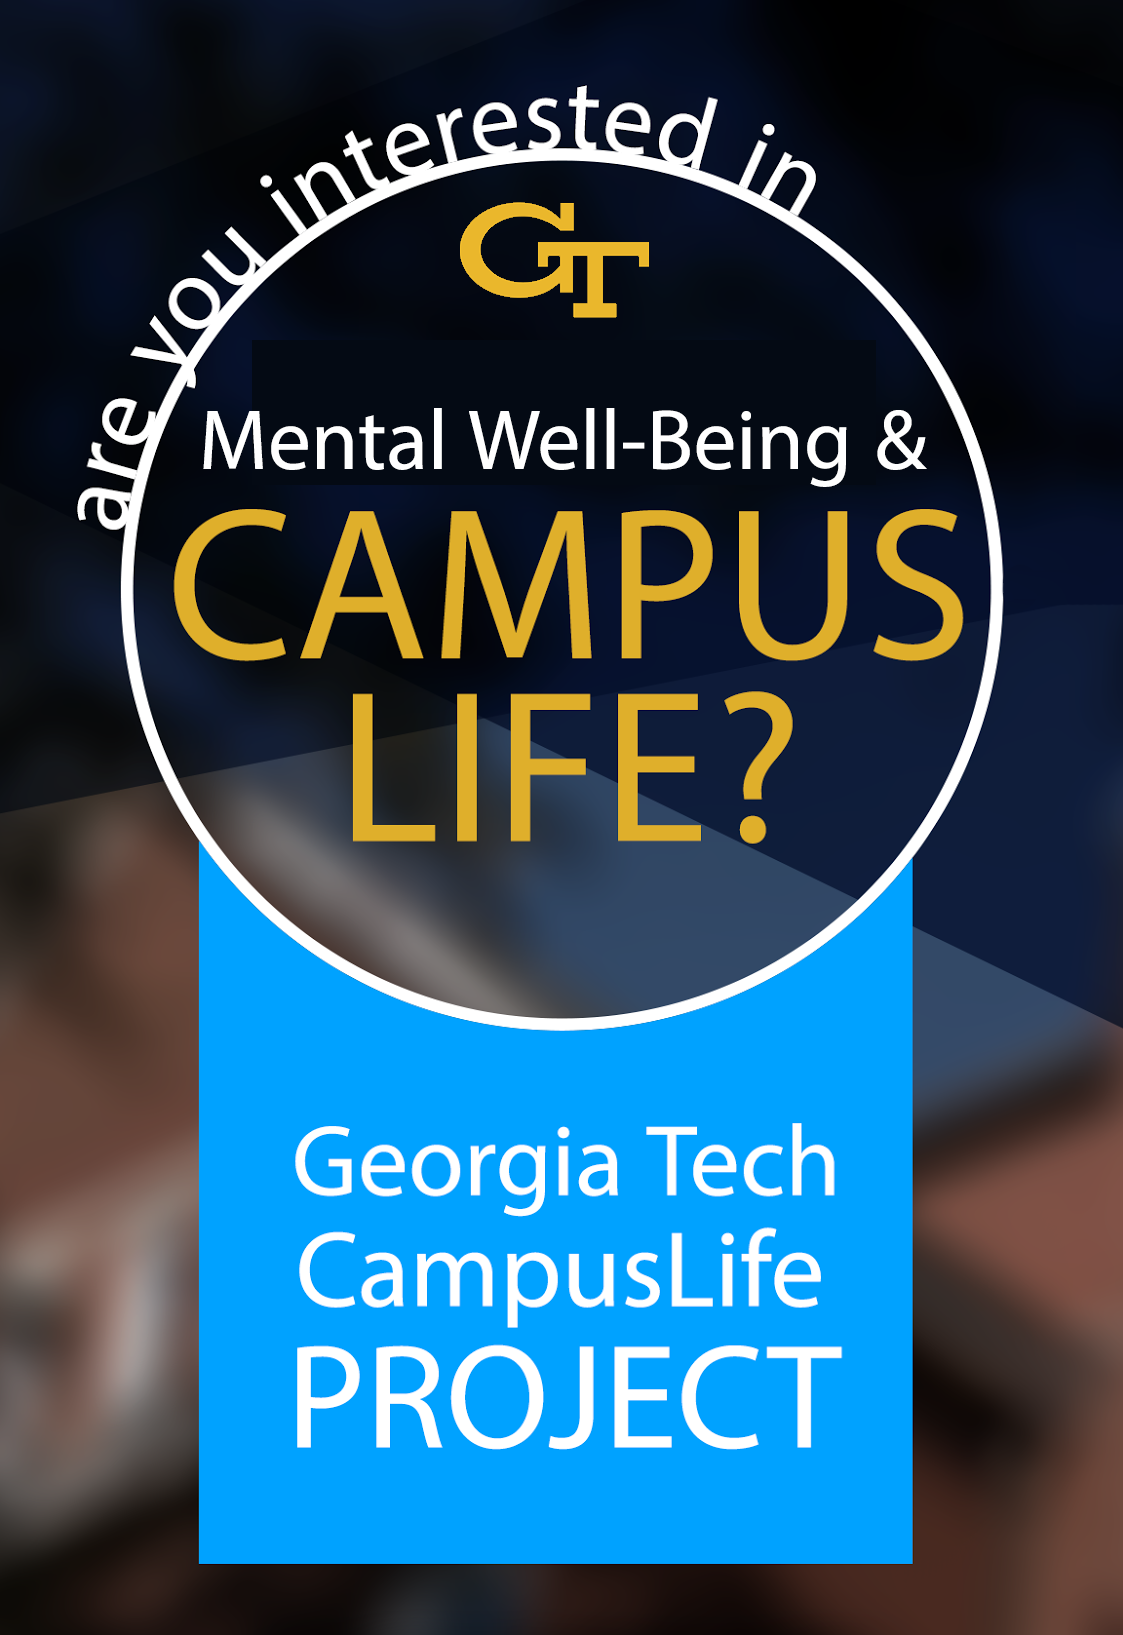 are you interested in
GT
Mental Well-Being &
CAMPUS
LIFE?
Georgia Tech
CampusLife
PROJECT